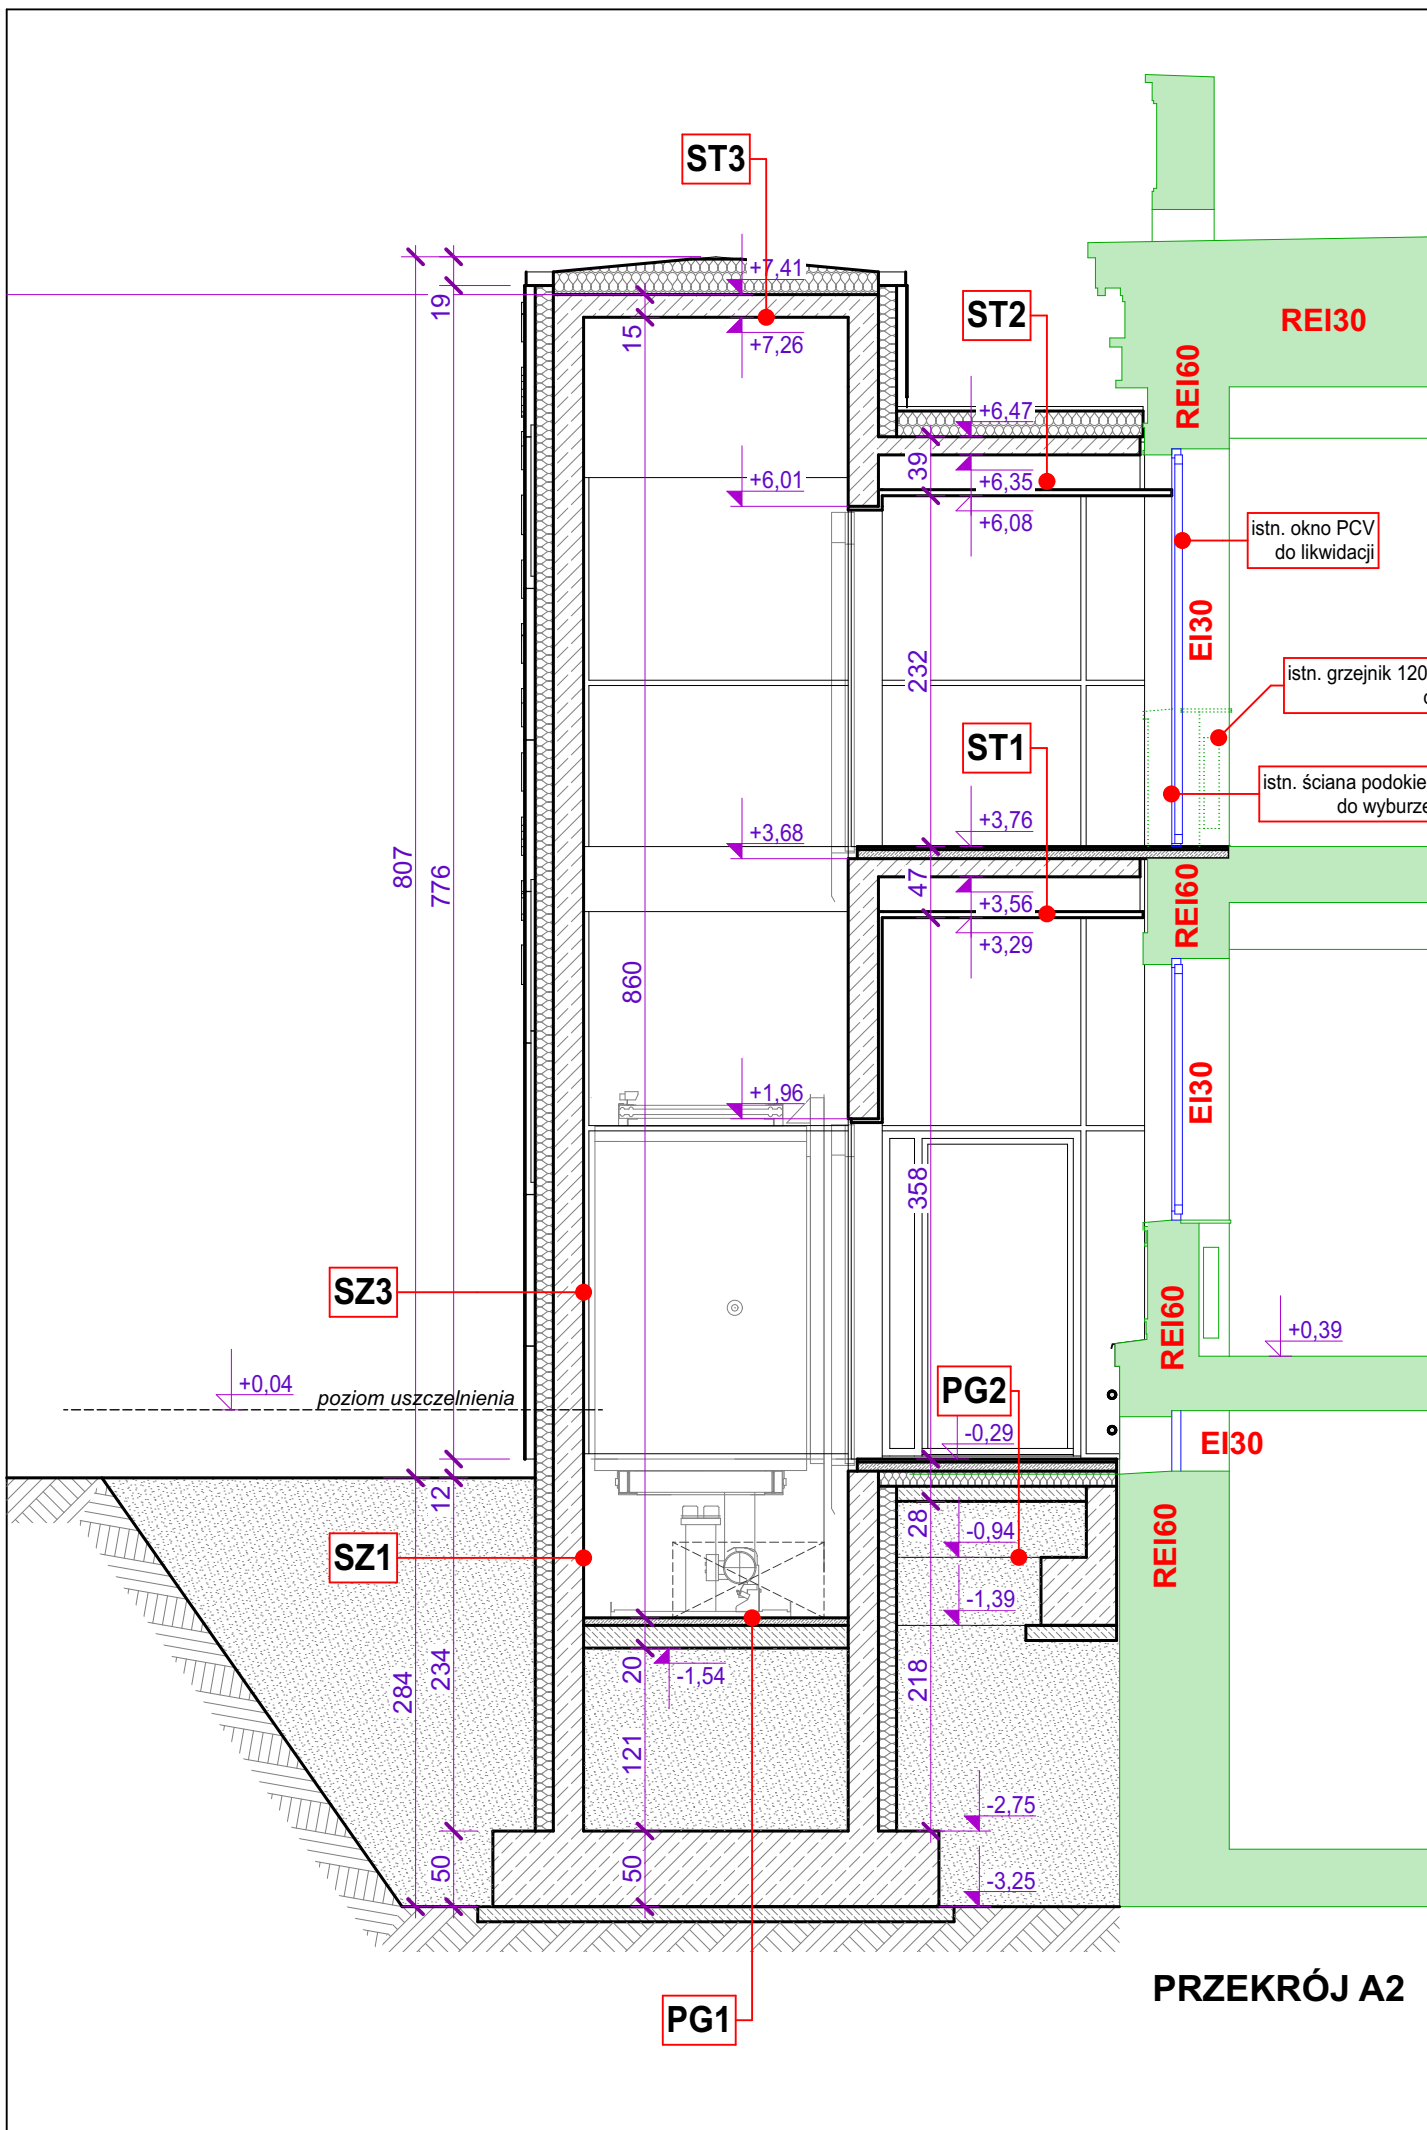 ST3
+7,41
19
15
+7,26
ST2
REI30
REI60
+6,47
39
+6,01
+6,35
+6,08
istn. okno PCV
do likwidacji
EI30
232
istn. grzejnik 120
ST1
istn. ściana podokie
do wyburze
+3,76
+3,68
807
776
47
+3,56
+3,29
REI60
860
+1,96
EI30
358
SZ3
REI60
+0,39
+0,04
poziom uszczelnienia
PG2
-0,29
EI30
12
28
-0,94
SZ1
REI60
-1,39
284
234
20
-1,54
218
121
-2,75
50
50
-3,25
PRZEKRÓJ A2
PG1